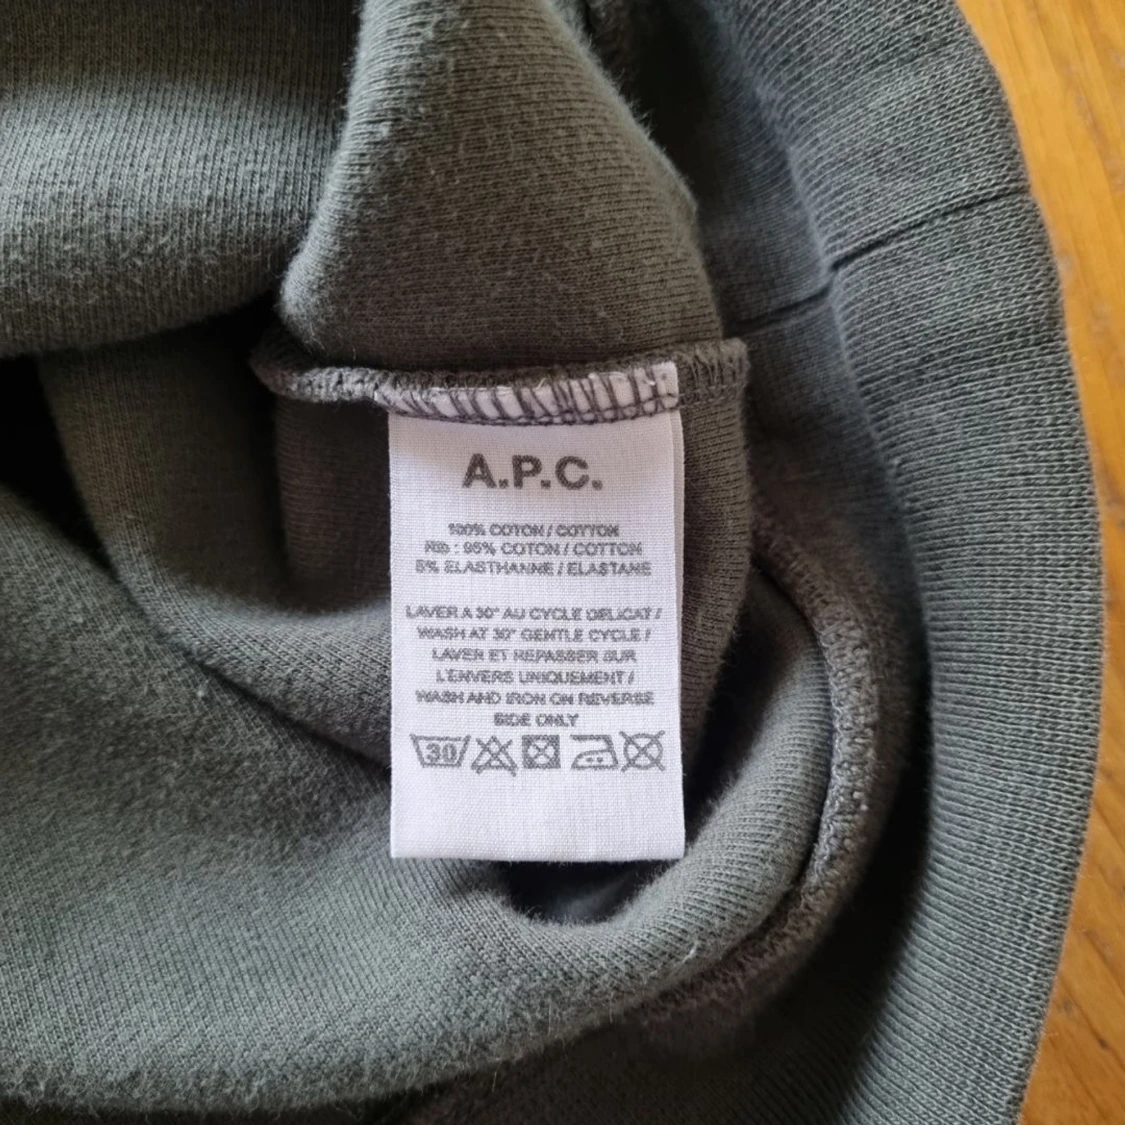 A.P.C.
100% COTON / COTTON
RIB : 95% COTON / COTTON
5% ELASTHANNE / ELASTANE
LAVER A 30° AU CYCLE DELICAT /
WASH AT 30° GENTLE CYCLE /
LAVER ET REPASSER SUR
L'ENVERS UNIQUEMENT /
WASH AND IRON ON REVERSE
SIDE ONLY
30